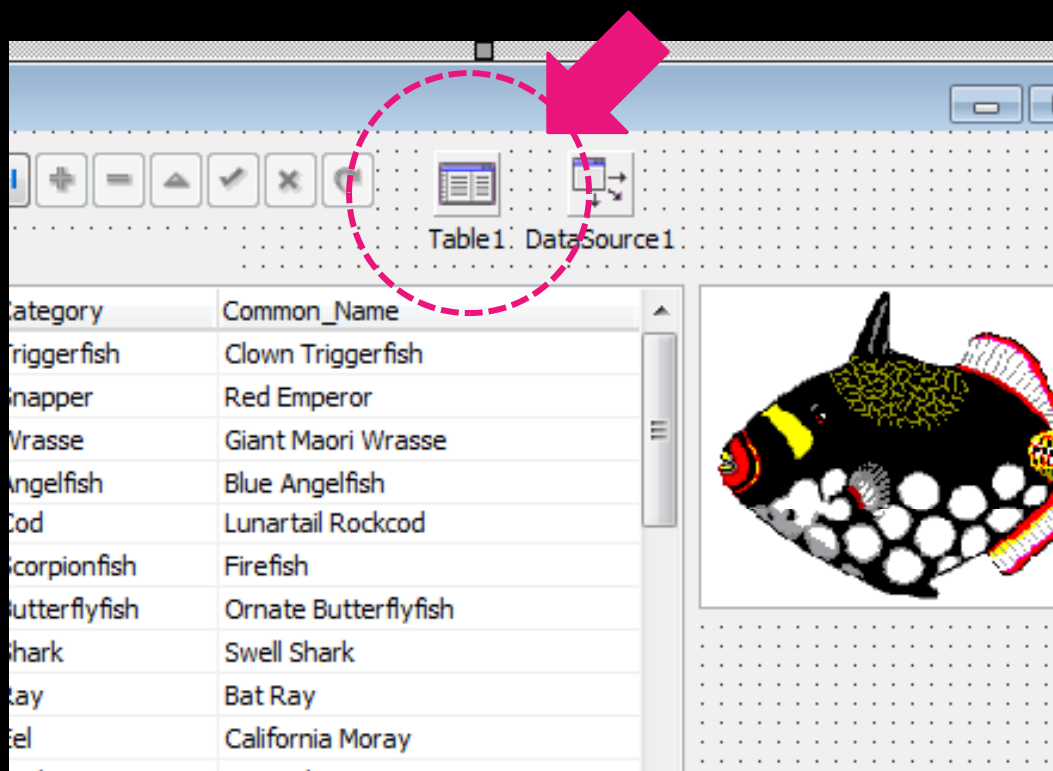 Table1 DataSource1
Category Common_Name
Triggerfish Clown Triggerfish
Snapper Red Emperor
Wrasse Giant Maori Wrasse
Angelfish Blue Angelfish
Cod Lunartail Rockcod
Scorpionfish Firefish
Butterflyfish Ornate Butterflyfish
Shark Swell Shark
Ray Bat Ray
Eel California Moray